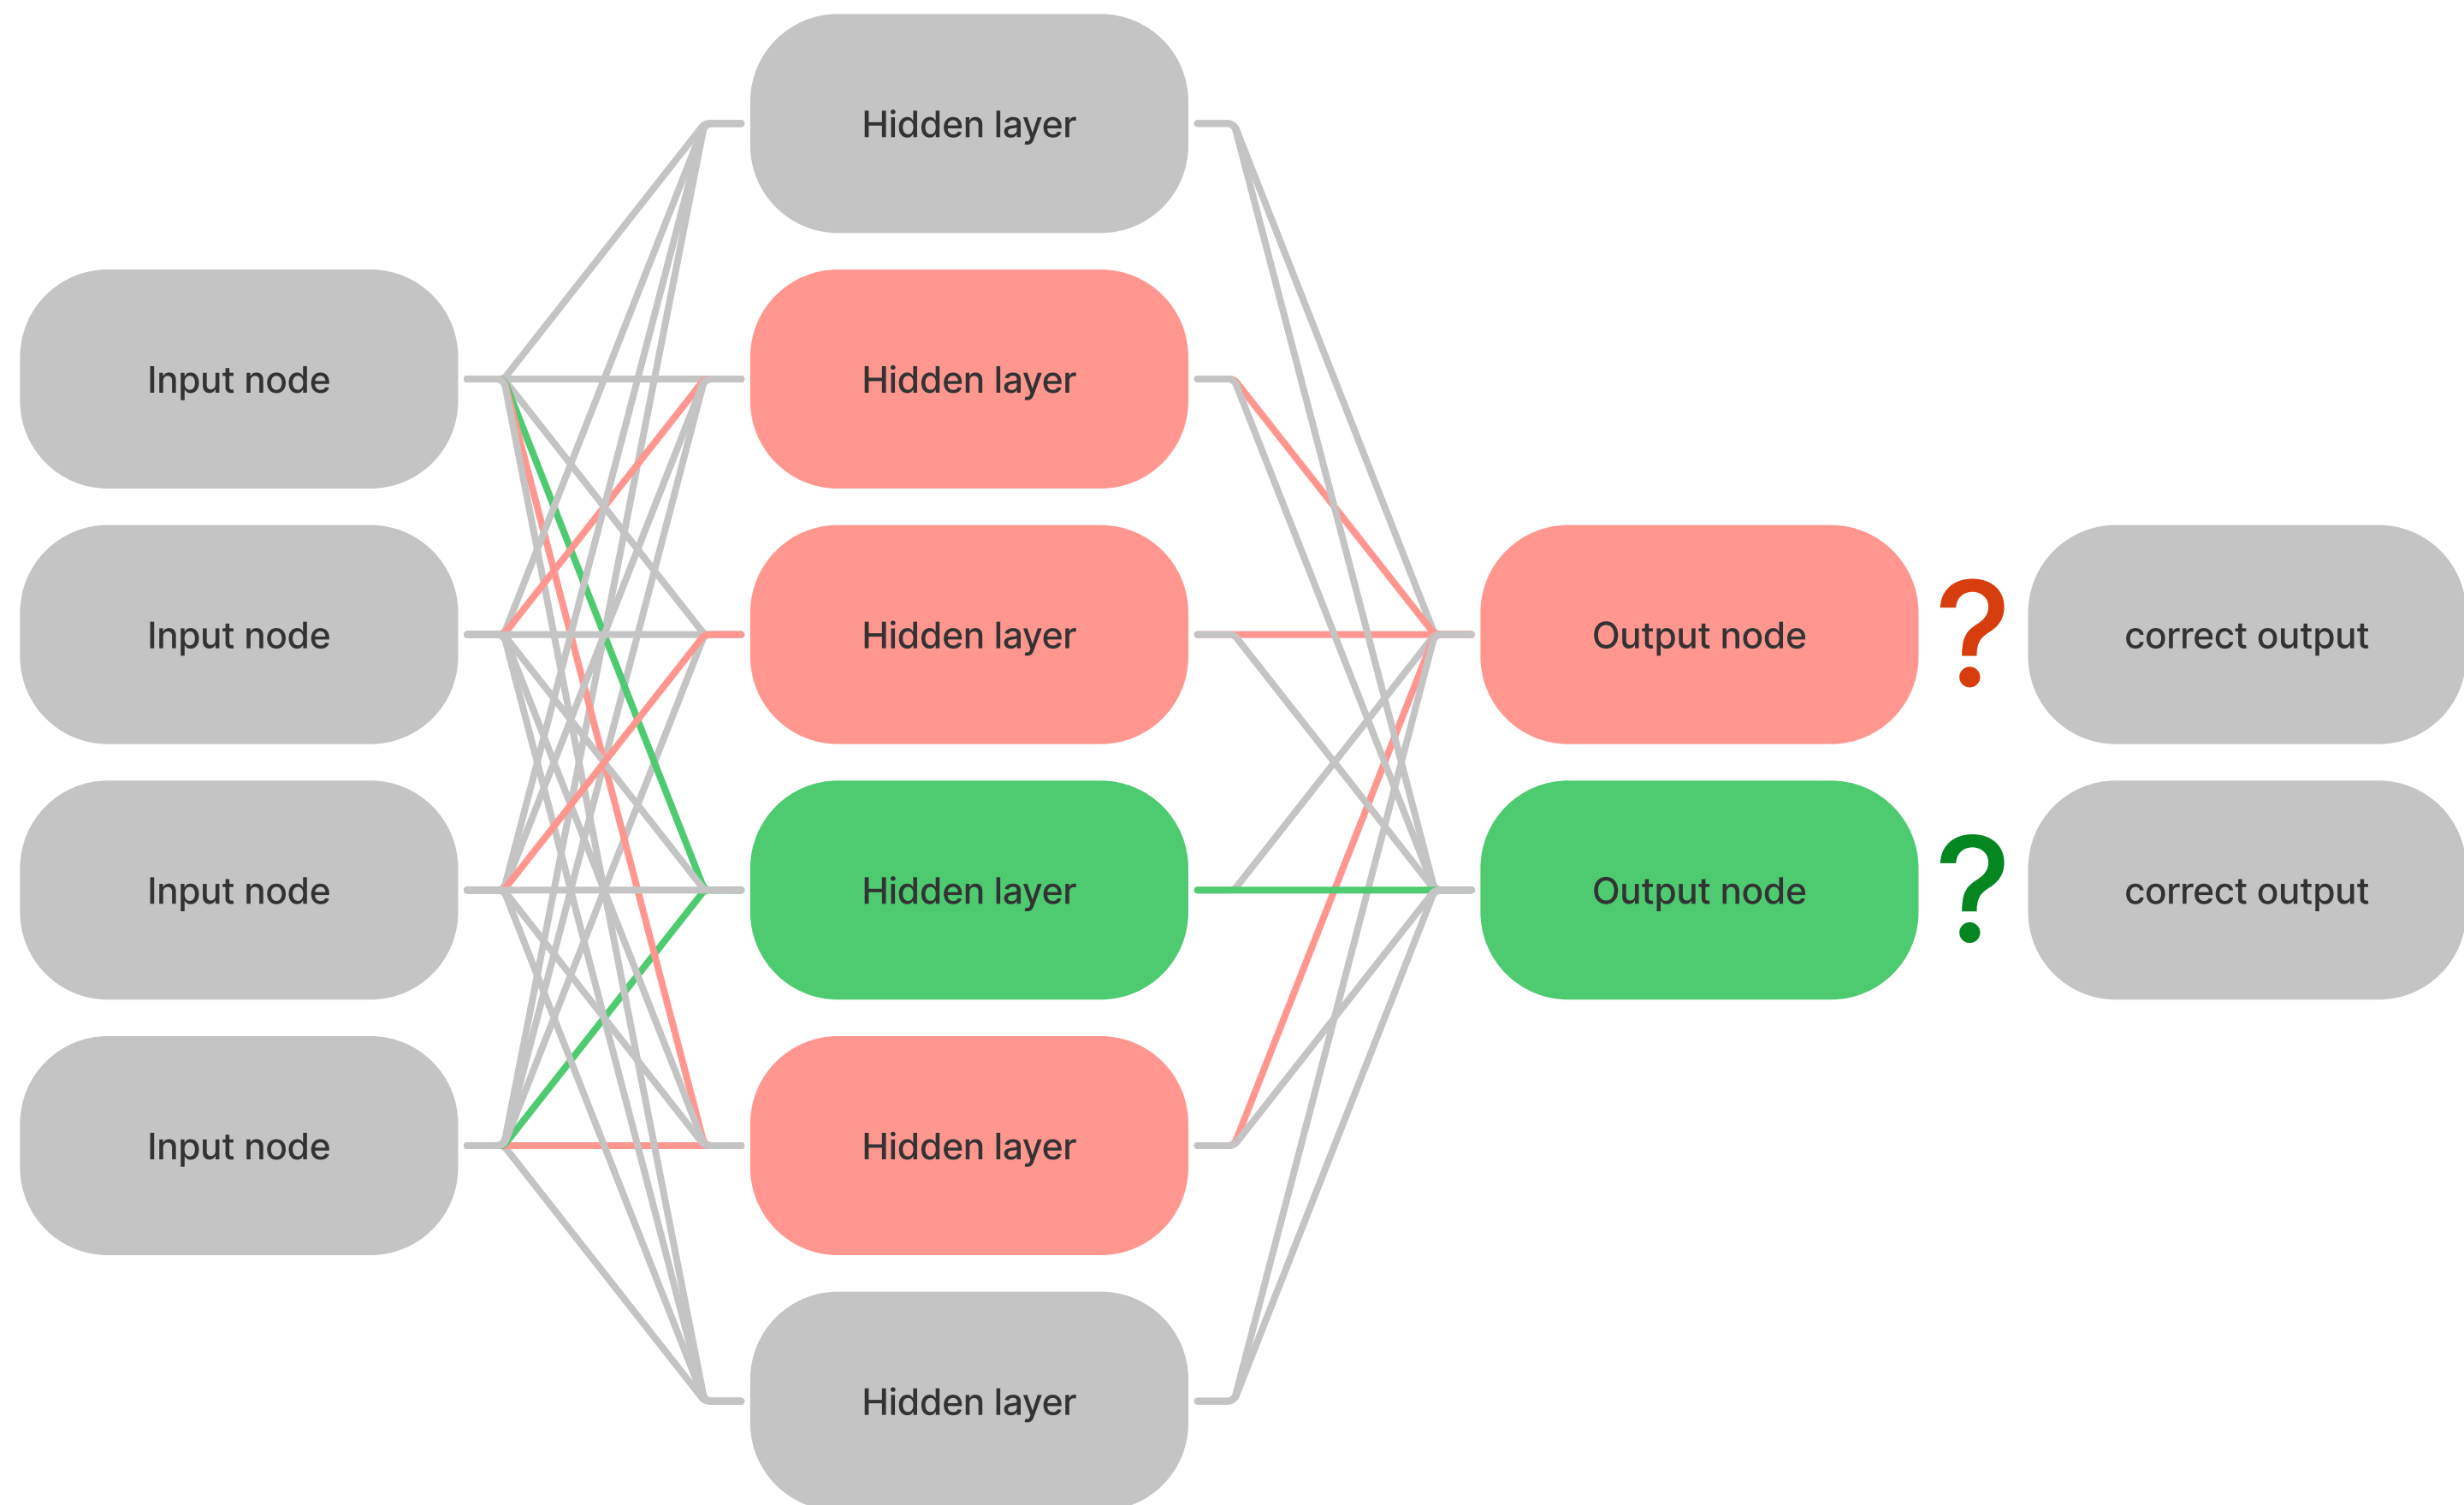 Hidden layer
Input node
Hidden layer
Input node
Hidden layer
Output node
?
correct output
Input node
Hidden layer
Output node
?
correct output
Input node
Hidden layer
Hidden layer